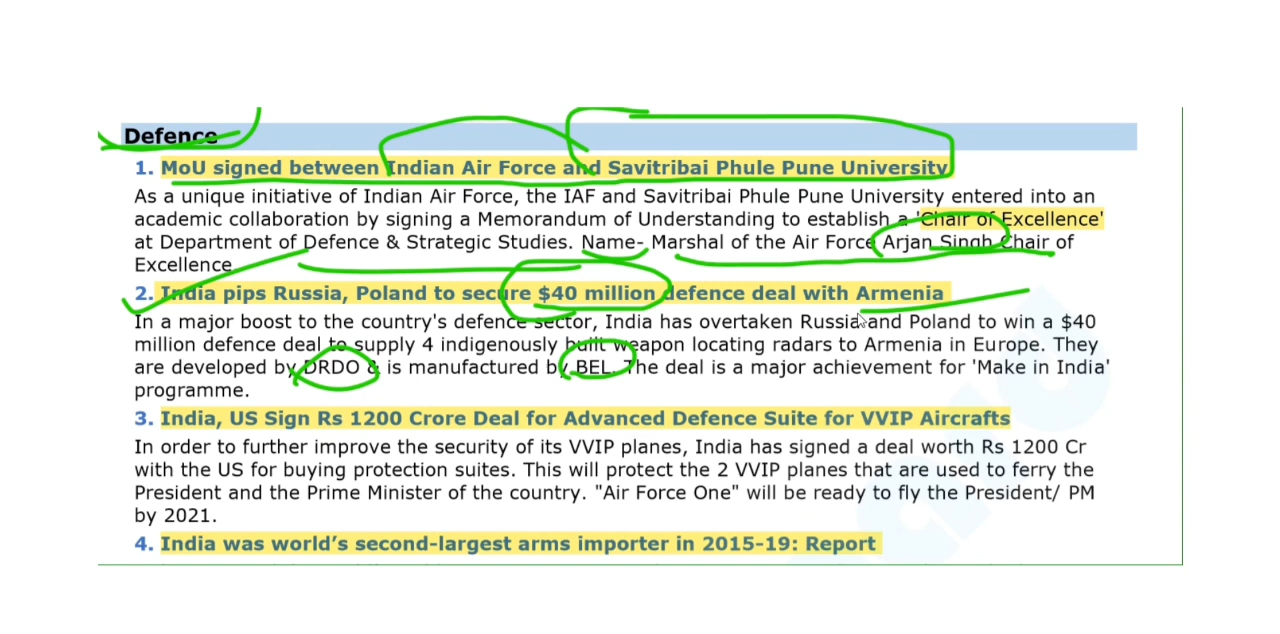 Defence
1. MoU signed between Indian Air Force and Savitribai Phule Pune University
As a unique initiative of Indian Air Force, the IAF and Savitribai Phule Pune University entered into an
academic collaboration by signing a Memorandum of Understanding to establish a 'Chair of Excellence'
at Department of Defence & Strategic Studies. Name- Marshal of the Air Force Arjan Singh Chair of
Excellence.
2. India pips Russia, Poland to secure $40 million defence deal with Armenia
In a major boost to the country's defence sector, India has overtaken Russia and Poland to win a $40
million defence deal to supply 4 indigenously built weapon locating radars to Armenia in Europe. They
are developed by DRDO & is manufactured by BEL. The deal is a major achievement for 'Make in India'
programme.
3. India, US Sign Rs 1200 Crore Deal for Advanced Defence Suite for VVIP Aircrafts
In order to further improve the security of its VVIP planes, India has signed a deal worth Rs 1200 Cr
with the US for buying protection suites. This will protect the 2 VVIP planes that are used to ferry the
President and the Prime Minister of the country. "Air Force One" will be ready to fly the President/ PM
by 2021.
4. India was world’s second-largest arms importer in 2015-19: Report